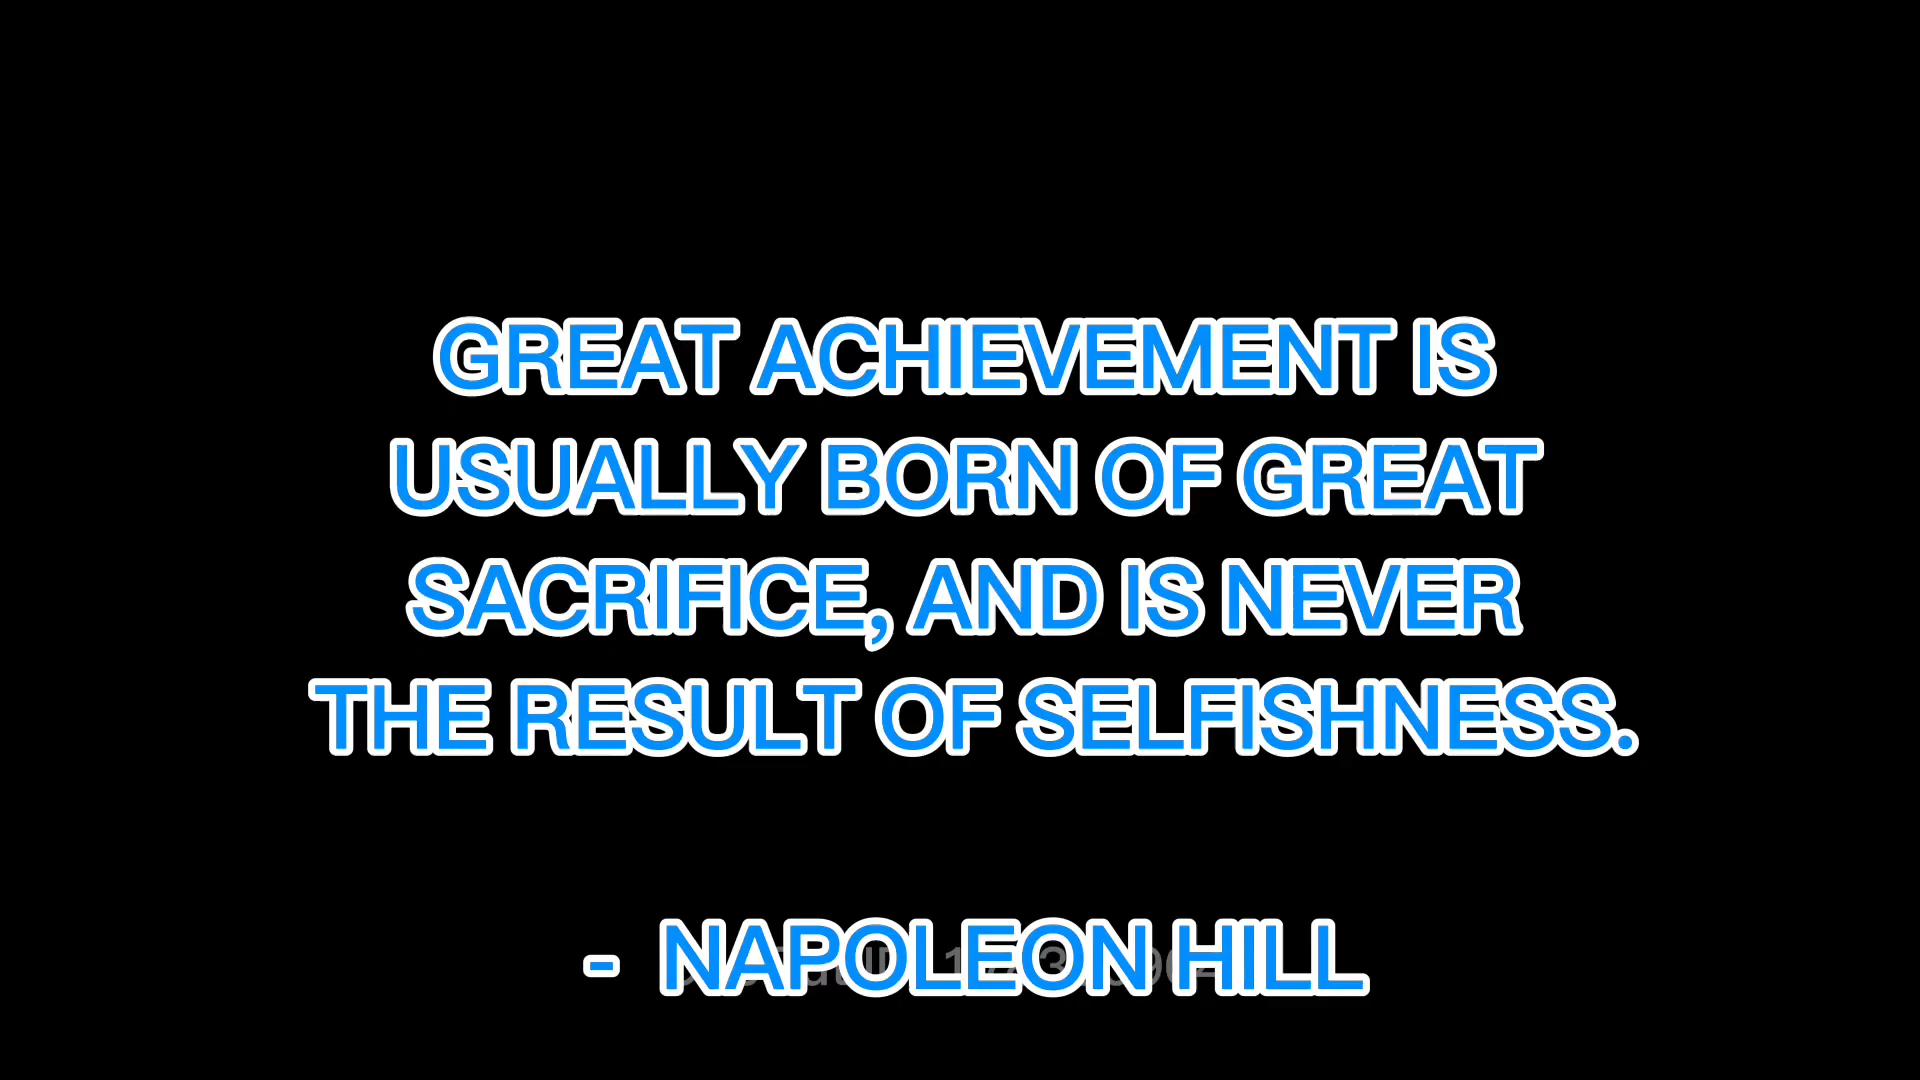 GREAT ACHIEVEMENT IS
USUALLY BORN OF GREAT
SACRIFICE, AND IS NEVER
THE RESULT OF SELFISHNESS.
- NAPOLEON HILL